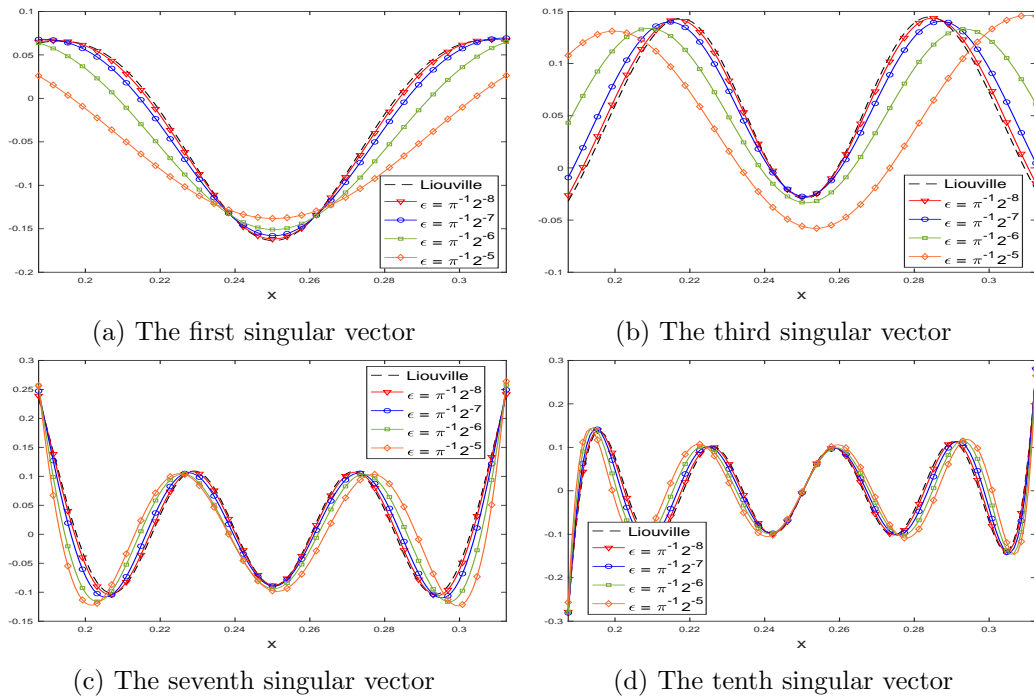 0.1
0.05
0
-0.05
-0.1
-0.15
-0.2
0.2 0.22 0.24 0.26 0.28 0.3
x
Liouville
ϵ = π⁻¹2⁻⁸
ϵ = π⁻¹2⁻⁷
ϵ = π⁻¹2⁻⁶
ϵ = π⁻¹2⁻⁵
(a) The first singular vector
0.15
0.1
0.05
0
-0.05
-0.1
0.2 0.22 0.24 0.26 0.28 0.3
x
Liouville
ϵ = π⁻¹2⁻⁸
ϵ = π⁻¹2⁻⁷
ϵ = π⁻¹2⁻⁶
ϵ = π⁻¹2⁻⁵
(b) The third singular vector
0.3
0.25
0.2
0.15
0.1
0.05
0
-0.05
-0.1
-0.15
0.2 0.22 0.24 0.26 0.28 0.3
x
Liouville
ϵ = π⁻¹2⁻⁸
ϵ = π⁻¹2⁻⁷
ϵ = π⁻¹2⁻⁶
ϵ = π⁻¹2⁻⁵
(c) The seventh singular vector
0.3
0.2
0.1
0
-0.1
-0.2
-0.3
0.2 0.22 0.24 0.26 0.28 0.3
x
Liouville
ϵ = π⁻¹2⁻⁸
ϵ = π⁻¹2⁻⁷
ϵ = π⁻¹2⁻⁶
ϵ = π⁻¹2⁻⁵
(d) The tenth singular vector